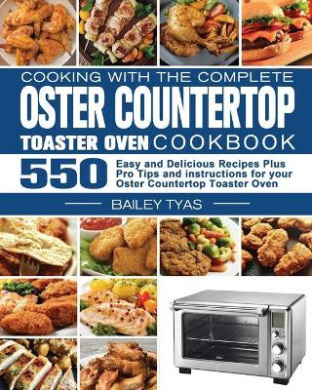 COOKING WITH THE COMPLETE
OSTER COUNTERTOP
TOASTER OVEN COOKBOOK
550 Easy and Delicious Recipes Plus
Pro Tips and instructions for your
Oster Countertop Toaster Oven
BAILEY TYAS